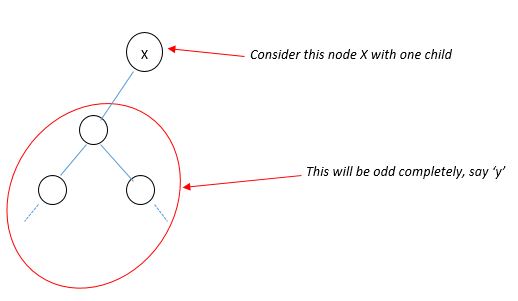 X
Consider this node X with one child
This will be odd completely, say ‘y’